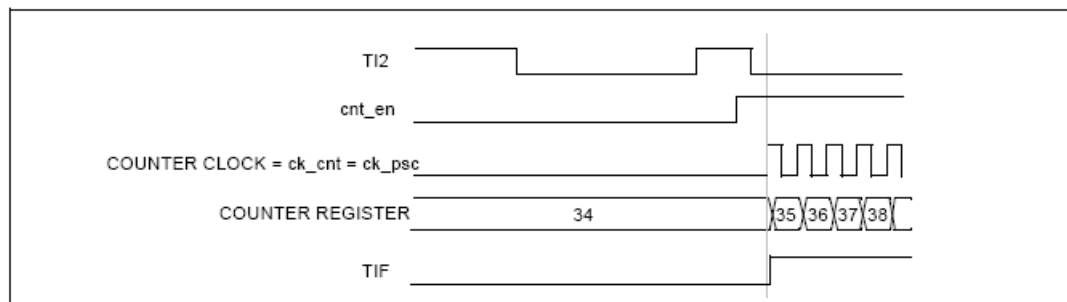 TI2
cnt_en
COUNTER CLOCK = ck_cnt = ck_psc
COUNTER REGISTER 34 35 36 37 38
TIF